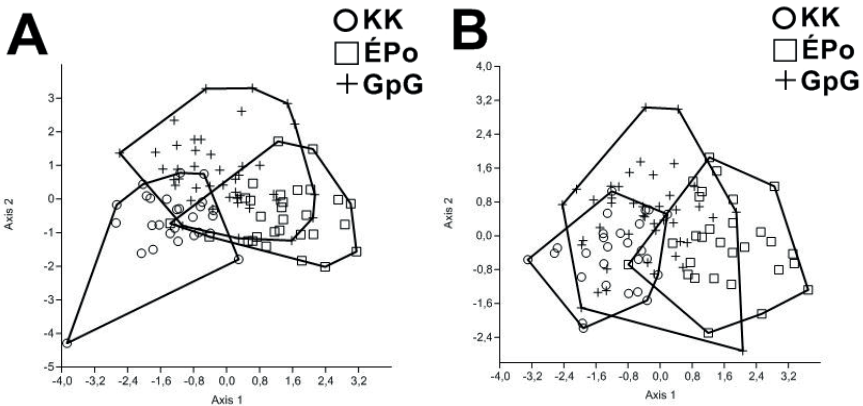 A
KK
ÉPo
GpG
Axis 2
3
2
1
0
-1
-2
-3
-4
-5
-4,0 -3,2 -2,4 -1,6 -0,8 0,0 0,8 1,6 2,4 3,2
Axis 1
B
KK
ÉPo
GpG
Axis 2
4,0
3,2
2,4
1,6
0,8
0,0
-0,8
-1,6
-2,4
-4,0 -3,2 -2,4 -1,6 -0,8 0,0 0,8 1,6 2,4 3,2
Axis 1